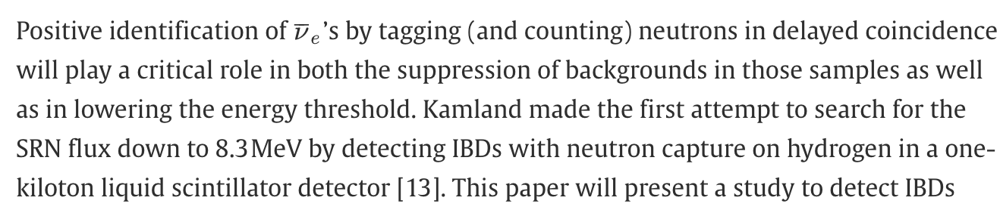 Positive identification of ν̅ₑ’s by tagging (and counting) neutrons in delayed coincidence
will play a critical role in both the suppression of backgrounds in those samples as well
as in lowering the energy threshold. Kamland made the first attempt to search for the
SRN flux down to 8.3 MeV by detecting IBDs with neutron capture on hydrogen in a one-
kiloton liquid scintillator detector [13]. This paper will present a study to detect IBDs